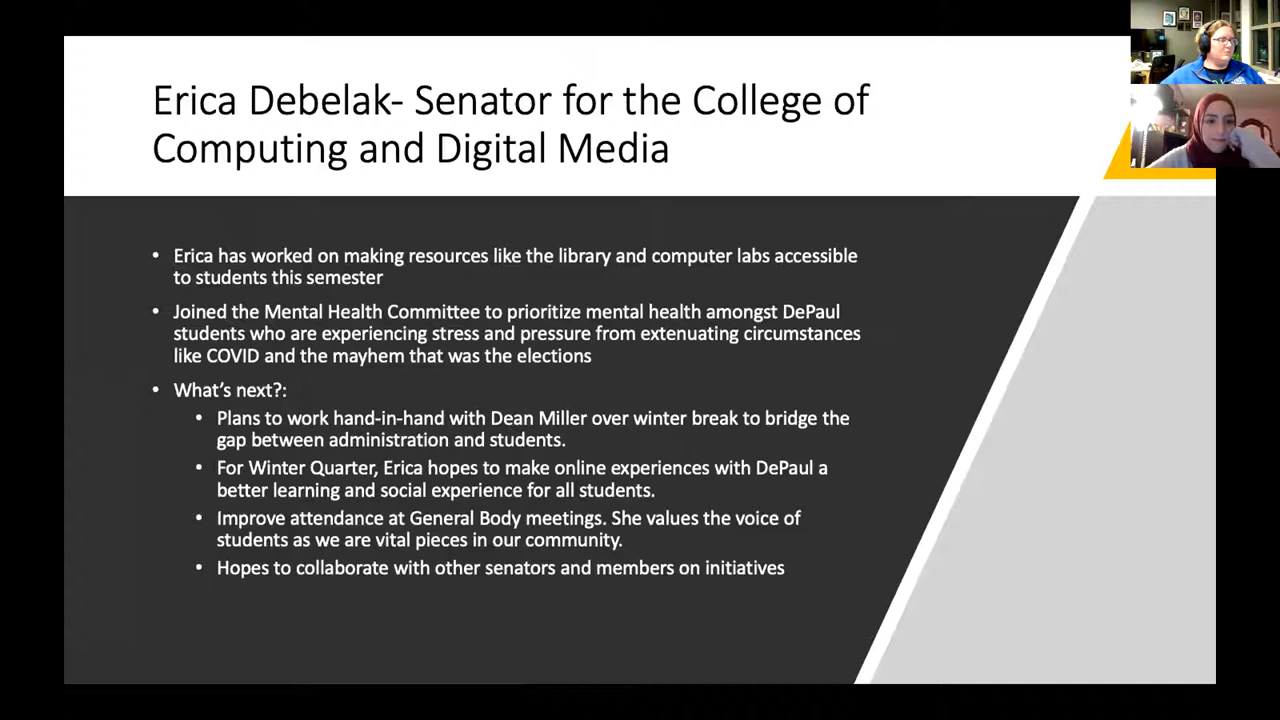 Erica Debelak- Senator for the College of
Computing and Digital Media
• Erica has worked on making resources like the library and computer labs accessible
to students this semester
• Joined the Mental Health Committee to prioritize mental health amongst DePaul
students who are experiencing stress and pressure from extenuating circumstances
like COVID and the mayhem that was the elections
• What's next?:
• Plans to work hand-in-hand with Dean Miller over winter break to bridge the
gap between administration and students.
• For Winter Quarter, Erica hopes to make online experiences with DePaul a
better learning and social experience for all students.
• Improve attendance at General Body meetings. She values the voice of
students as we are vital pieces in our community.
• Hopes to collaborate with other senators and members on initiatives